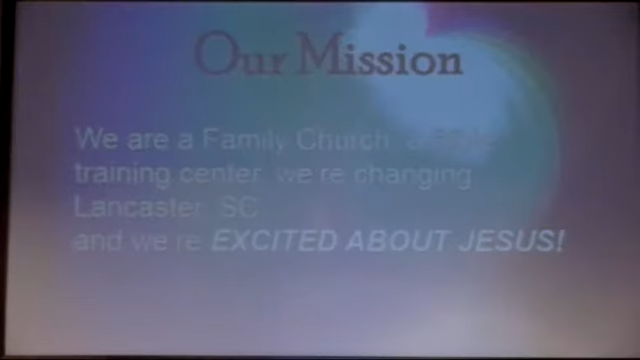 Our Mission
We are a Family Church, a Bible
training center, we're changing
Lancaster, SC
and we're EXCITED ABOUT JESUS!